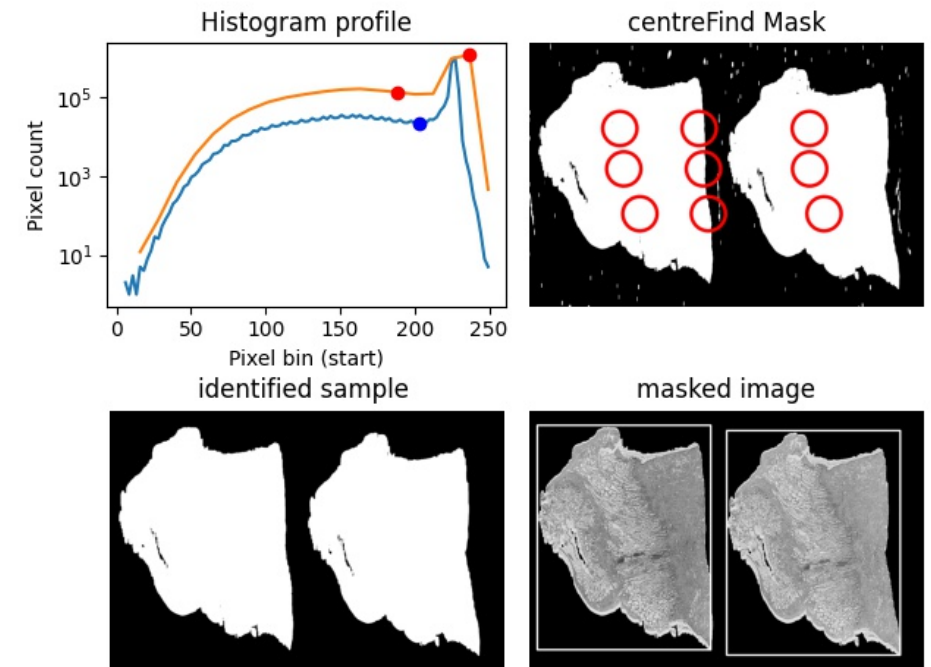 Histogram profile
centreFind Mask
Pixel count
10^5
10^3
10^1
0 50 100 150 200 250
Pixel bin (start)
identified sample
masked image